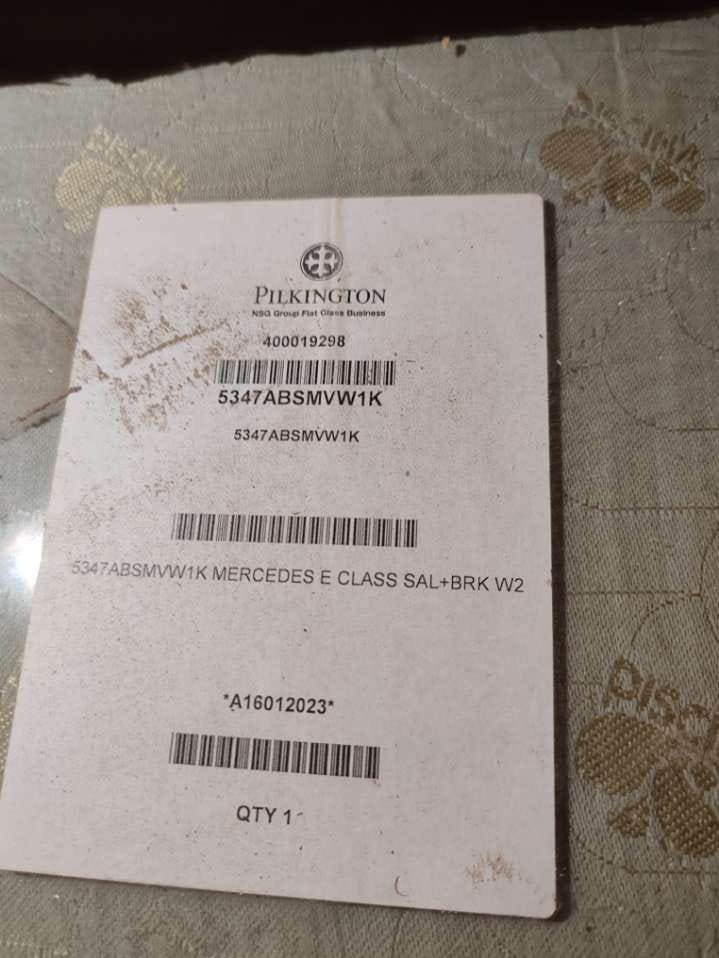 PILKINGTON
NSG Group Flat Glass Business
400019298
5347ABSMVW1K
5347ABSMVW1K
5347ABSMVW1K MERCEDES E CLASS SAL+BRK W2
*A16012023*
QTY 1